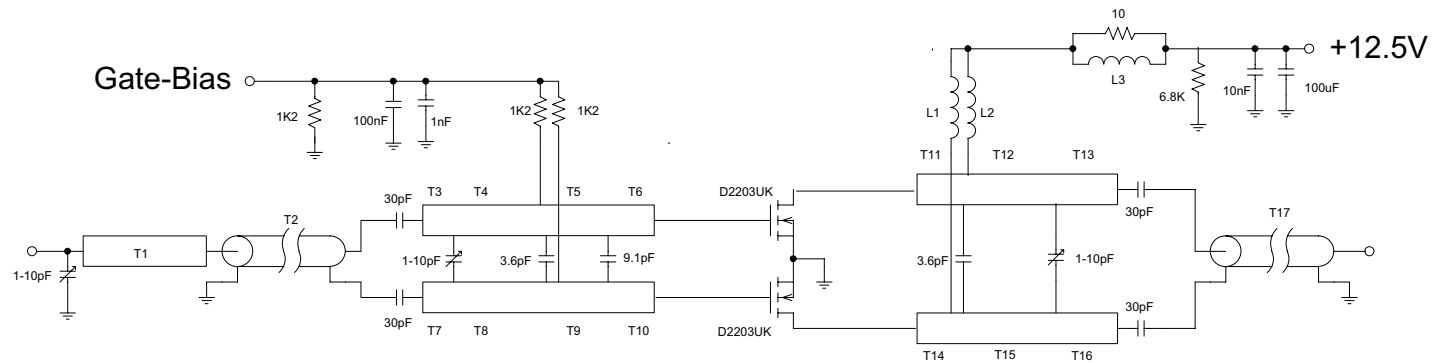 10
+12.5V
Gate-Bias
L3
6.8K
10nF
100uF
1K2
100nF
1nF
1K2
1K2
L1
L2
T11
T12
T13
T3
T4
T5
T6
D2203UK
30pF
30pF
T2
T17
T1
1-10pF
1-10pF
3.6pF
9.1pF
3.6pF
1-10pF
30pF
30pF
T7
T8
T9
T10
D2203UK
T14
T15
T16